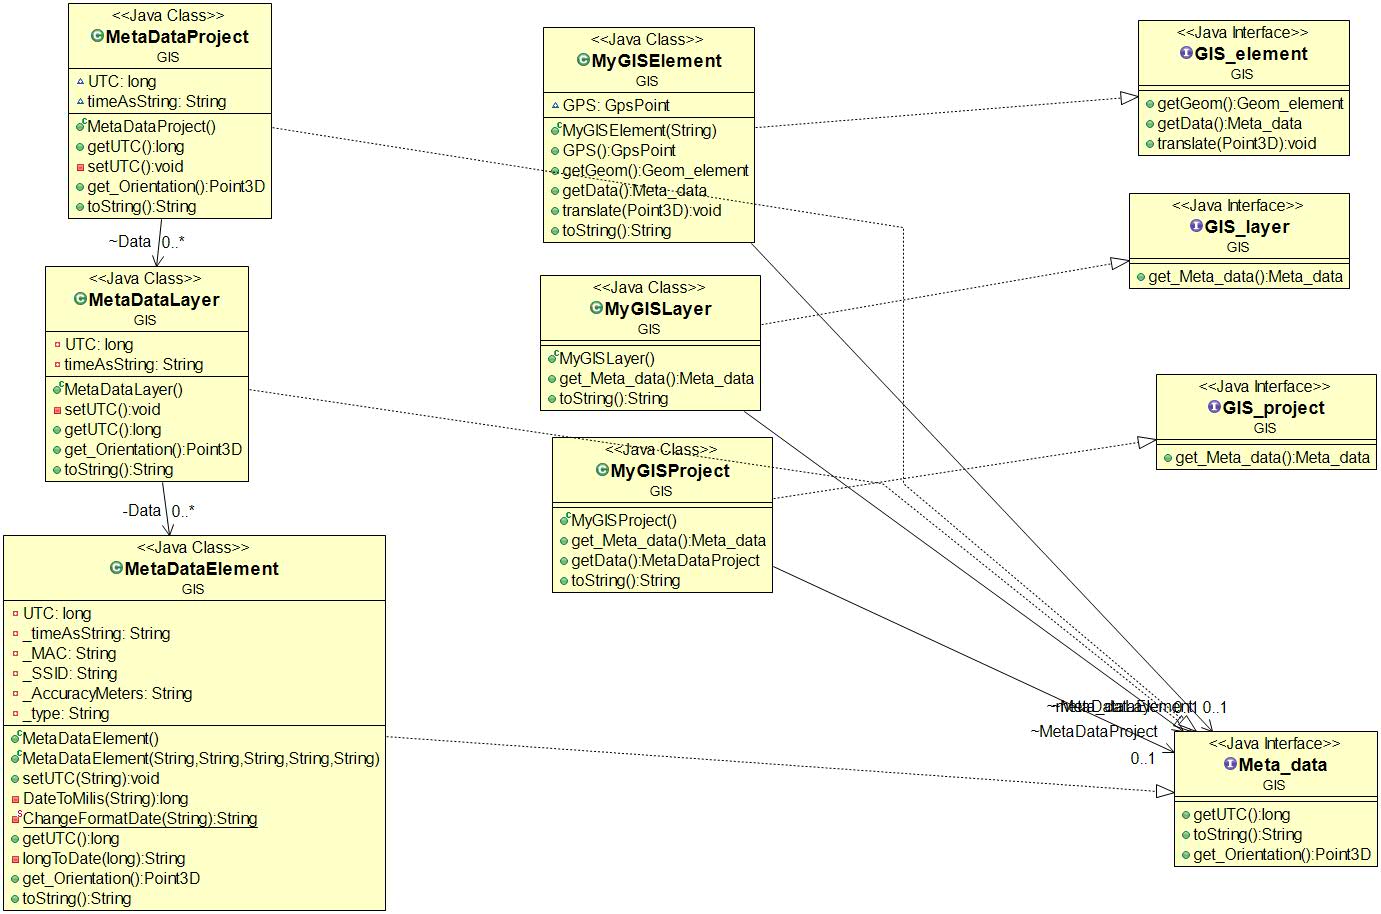 <<Java Class>>
MetaDataProject
GIS
UTC: long
timeAsString: String
MetaDataProject()
getUTC():long
setUTC():void
get_Orientation():Point3D
toString():String
~Data 0..*
<<Java Class>>
MetaDataLayer
GIS
UTC: long
timeAsString: String
MetaDataLayer()
setUTC():void
getUTC():long
get_Orientation():Point3D
toString():String
-Data 0..*
<<Java Class>>
MetaDataElement
GIS
UTC: long
_timeAsString: String
_MAC: String
_SSID: String
_AccuracyMeters: String
_type: String
MetaDataElement()
MetaDataElement(String,String,String,String,String)
setUTC(String):void
DateToMilis(String):long
ChangeFormatDate(String):String
getUTC():long
longToDate(long):String
get_Orientation():Point3D
toString():String
<<Java Class>>
MyGISElement
GIS
GPS: GpsPoint
MyGISElement(String)
GPS():GpsPoint
getGeom():Geom_element
getData():Meta_data
translate(Point3D):void
toString():String
<<Java Class>>
MyGISLayer
GIS
MyGISLayer()
get_Meta_data():Meta_data
toString():String
<<Java Class>>
MyGISProject
GIS
MyGISProject()
get_Meta_data():Meta_data
getData():MetaDataProject
toString():String
<<Java Interface>>
GIS_element
GIS
getGeom():Geom_element
getData():Meta_data
translate(Point3D):void
<<Java Interface>>
GIS_layer
GIS
get_Meta_data():Meta_data
<<Java Interface>>
GIS_project
GIS
get_Meta_data():Meta_data
0..1
~MetaDataProject
0..1
<<Java Interface>>
Meta_data
GIS
getUTC():long
toString():String
get_Orientation():Point3D